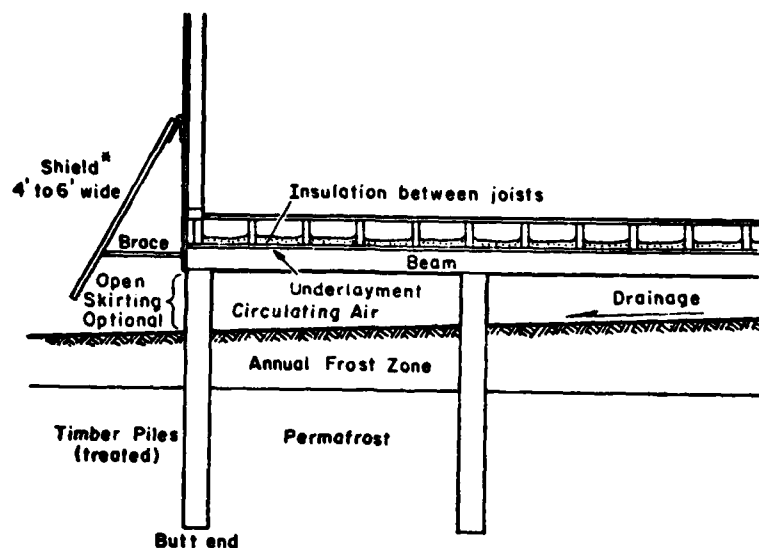 Shield*
4' to 6' wide
Insulation between joists
Brace
Beam
Open
Skirting
Optional
Underlayment
Circulating Air
Drainage
Annual Frost Zone
Timber Piles
(treated)
Permafrost
Butt end